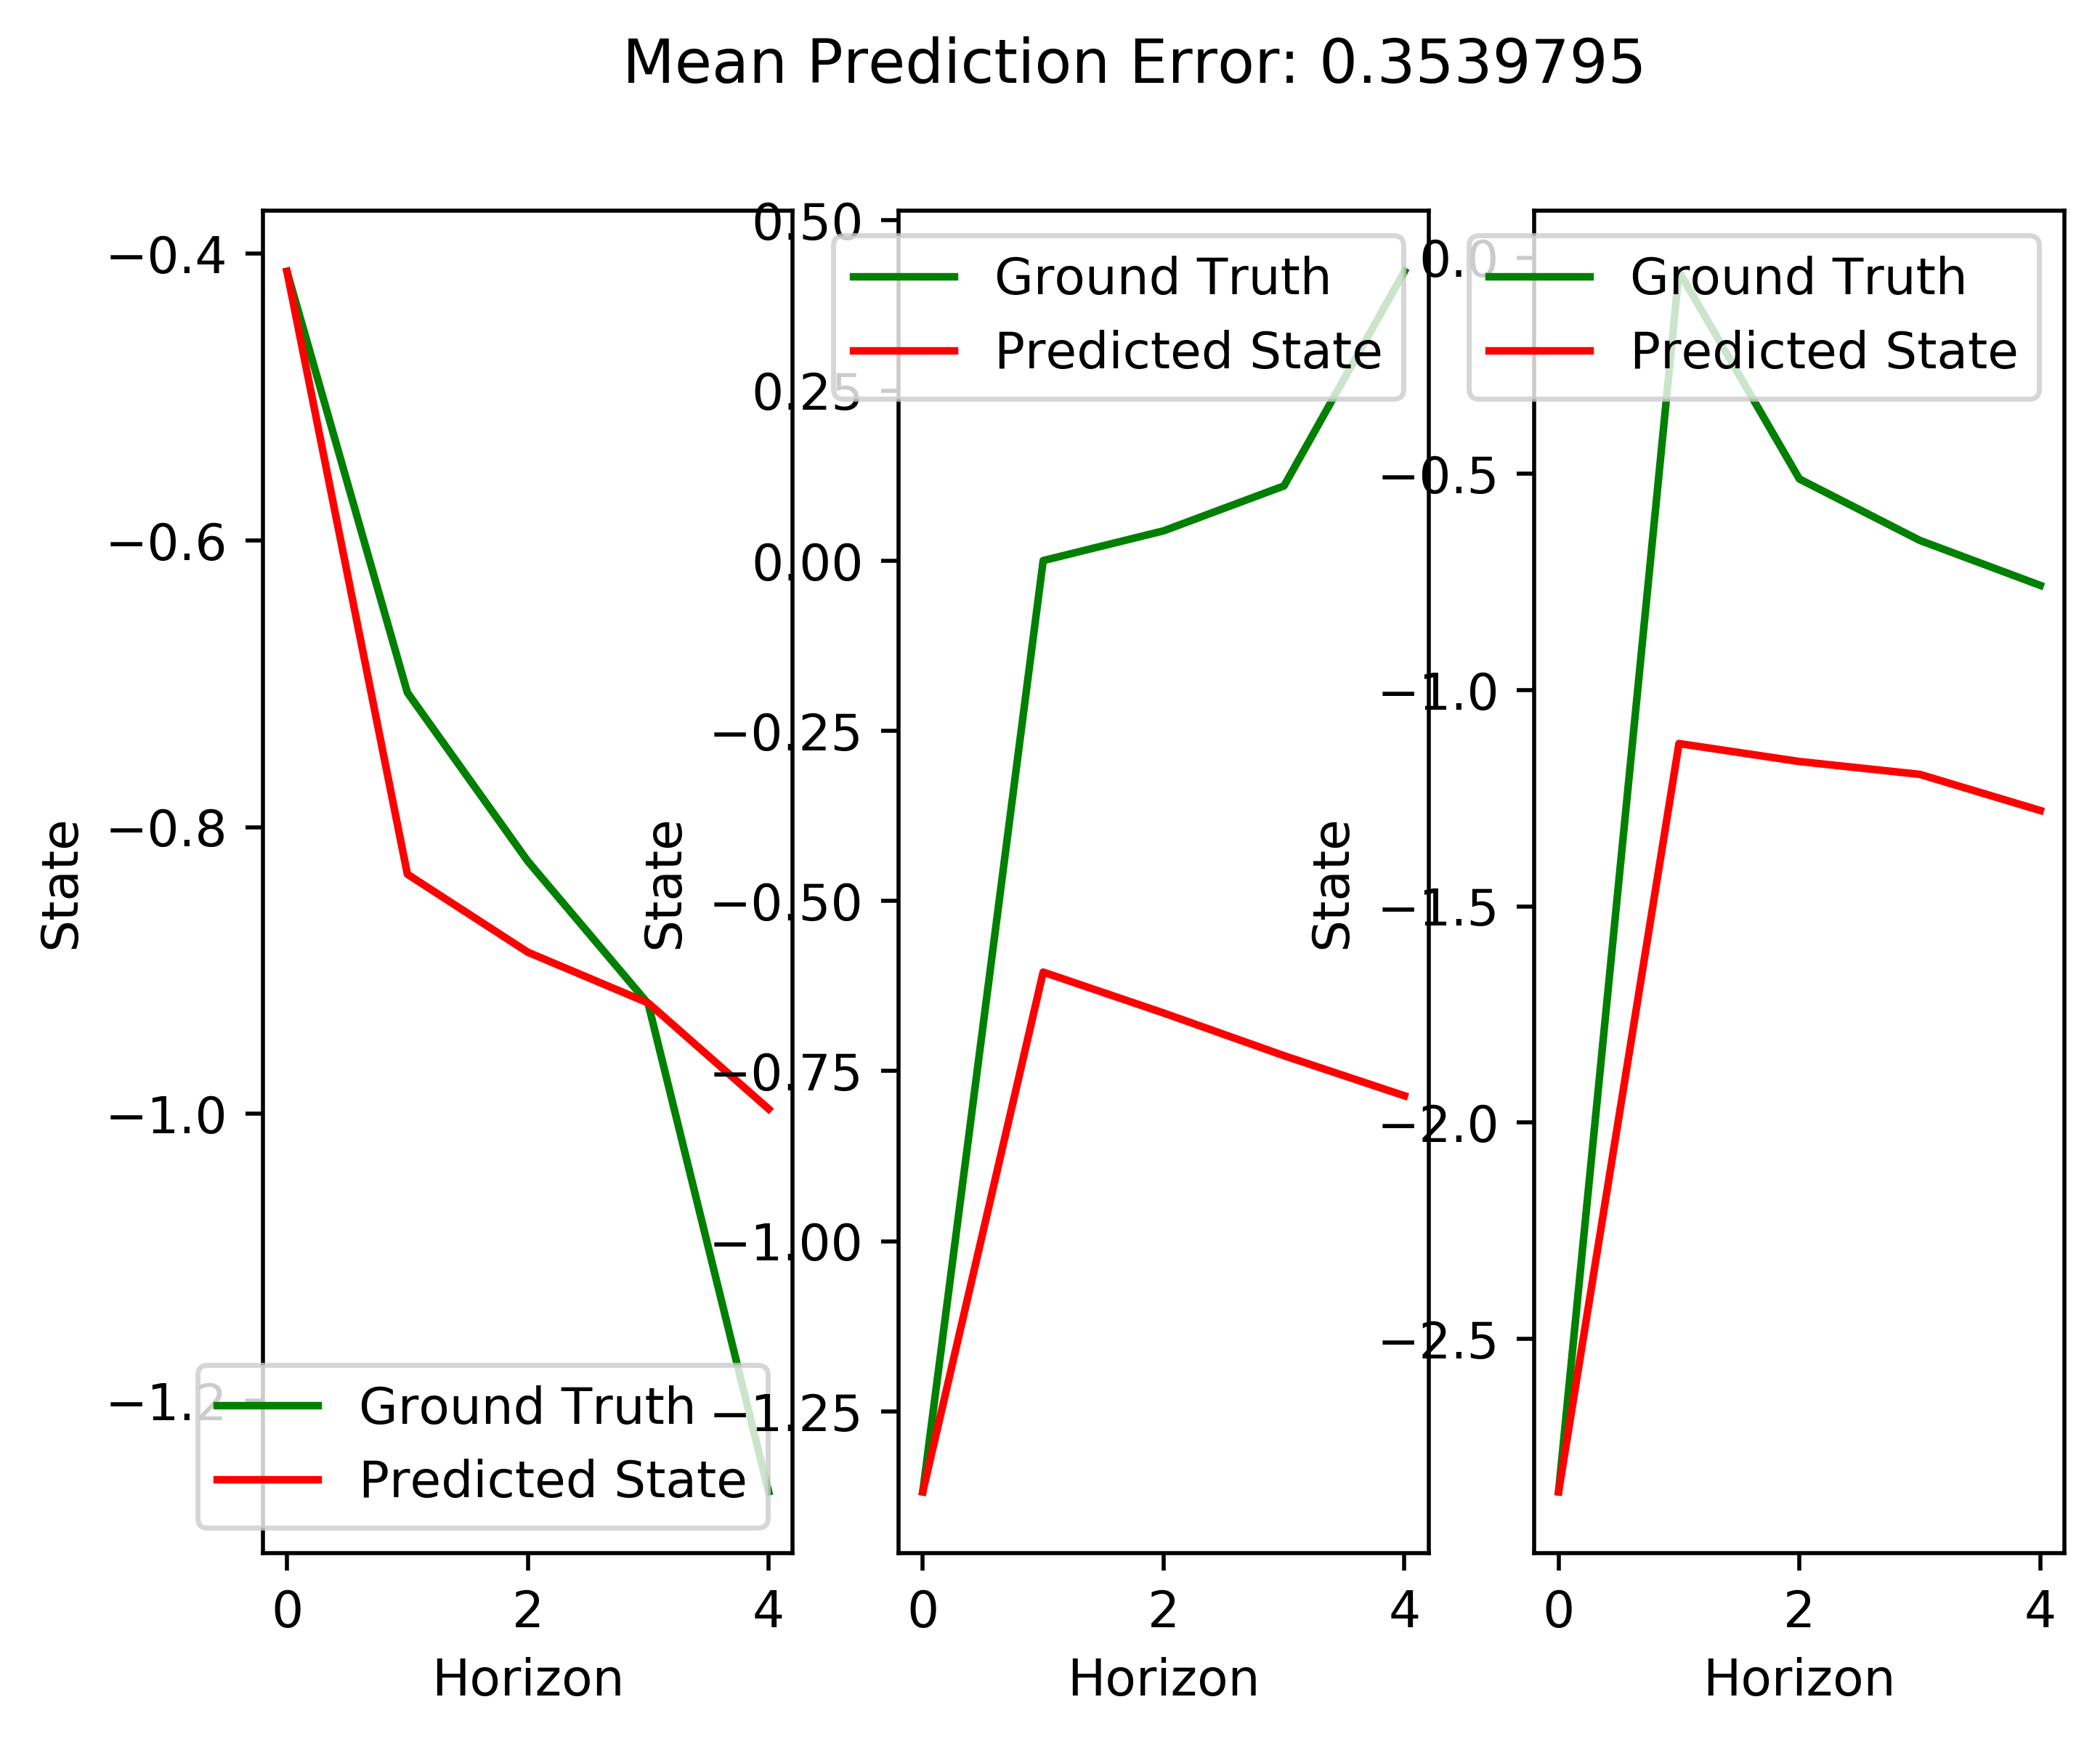 Mean Prediction Error: 0.3539795
−0.4
−0.6
−0.8
−1.0
−1.2
State
Ground Truth
Predicted State
0 2 4
Horizon
0.50
0.25
0.00
−0.25
−0.50
−0.75
−1.00
−1.25
State
Ground Truth
Predicted State
0 2 4
Horizon
0.0
−0.5
−1.0
−1.5
−2.0
−2.5
State
Ground Truth
Predicted State
0 2 4
Horizon